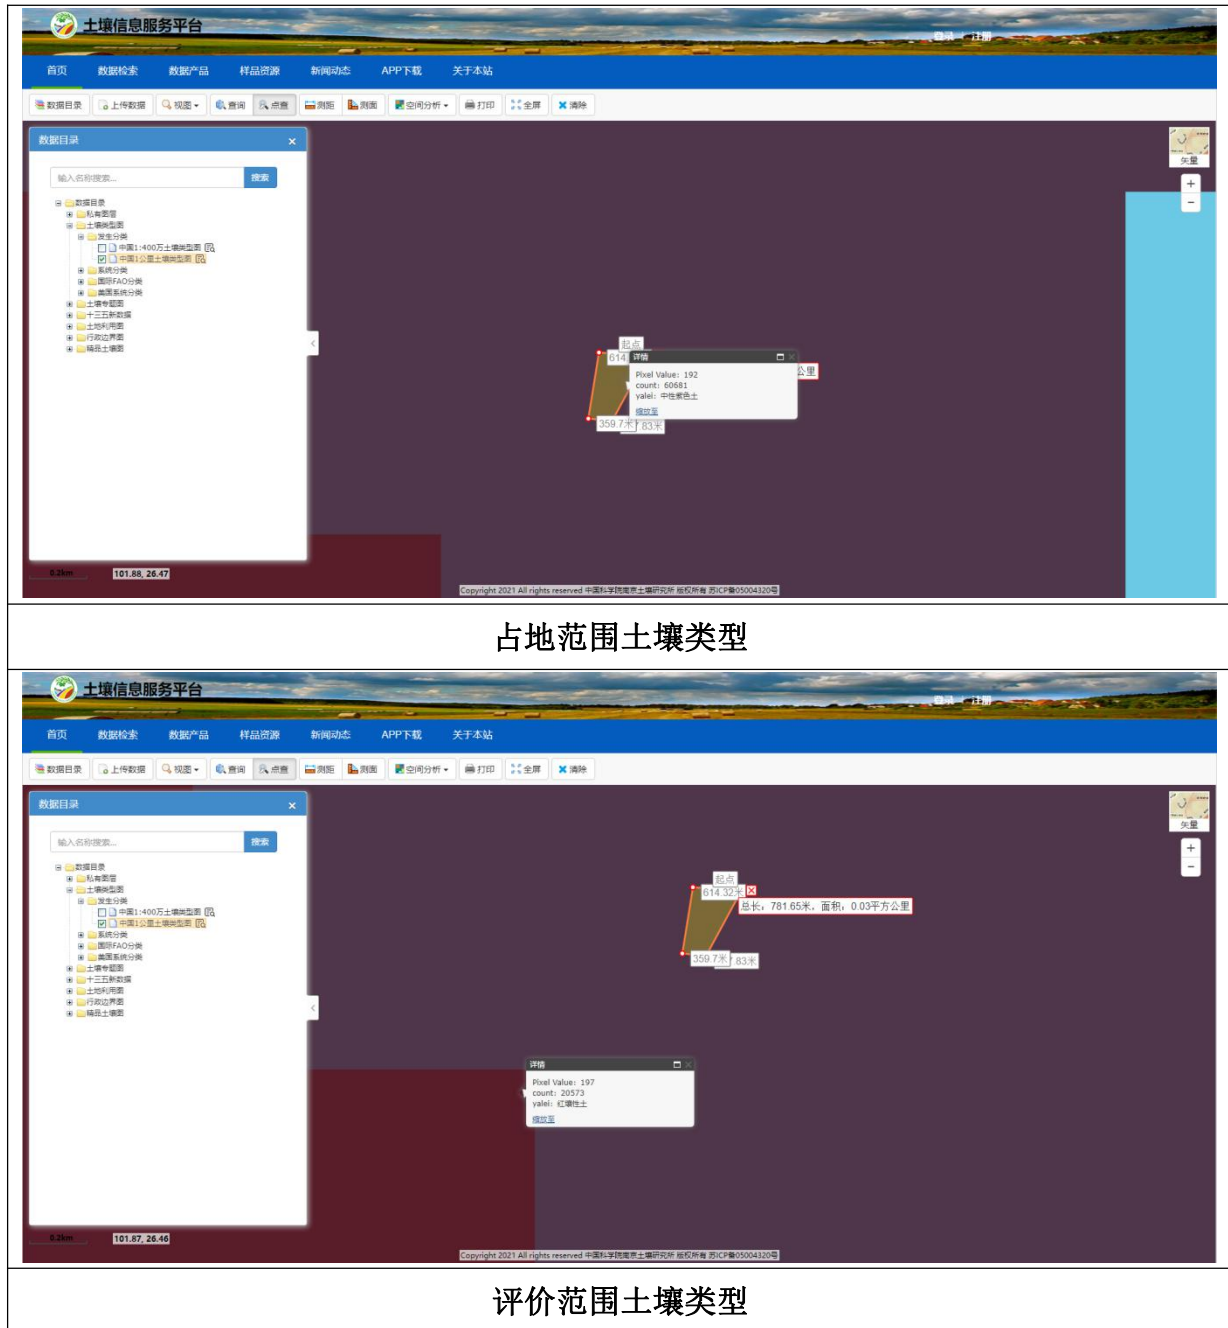 土壤信息服务平台
登录 | 注册
首页 数据检索 数据产品 样品资源 新闻动态 APP下载 关于本站
数据目录 上传数据 视图 查询 点查 测距 测面 空间分析 打印 全屏 清除
数据目录 ×
矢量
输入名称搜索... 搜索
+
-
数据目录
私有图层
土壤类型图
发生分类
中国1:400万土壤类型图
中国1公里土壤类型图
系统分类
国际FAO分类
美国系统分类
土壤专题图
十三五新数据
土地利用图
行政边界图
精品土壤图
起点
614
详情
公里
Pixel Value: 192
count: 60681
yalei: 中性紫色土
缩放至
359.7米
83米
0.2km
101.88, 26.47
Copyright 2021 All rights reserved 中国科学院南京土壤研究所 版权所有 苏ICP备05004320号
占地范围土壤类型
土壤信息服务平台
登录 | 注册
首页 数据检索 数据产品 样品资源 新闻动态 APP下载 关于本站
数据目录 上传数据 视图 查询 点查 测距 测面 空间分析 打印 全屏 清除
数据目录 ×
矢量
输入名称搜索... 搜索
+
-
数据目录
私有图层
土壤类型图
发生分类
中国1:400万土壤类型图
中国1公里土壤类型图
系统分类
国际FAO分类
美国系统分类
土壤专题图
十三五新数据
土地利用图
行政边界图
精品土壤图
起点
614.32米
总长，781.65米，面积，0.03平方公里
359.7米
83米
详情
Pixel Value: 197
count: 20573
yalei: 红壤性土
缩放至
0.2km
101.87, 26.46
Copyright 2021 All rights reserved 中国科学院南京土壤研究所 版权所有 苏ICP备05004320号
评价范围土壤类型